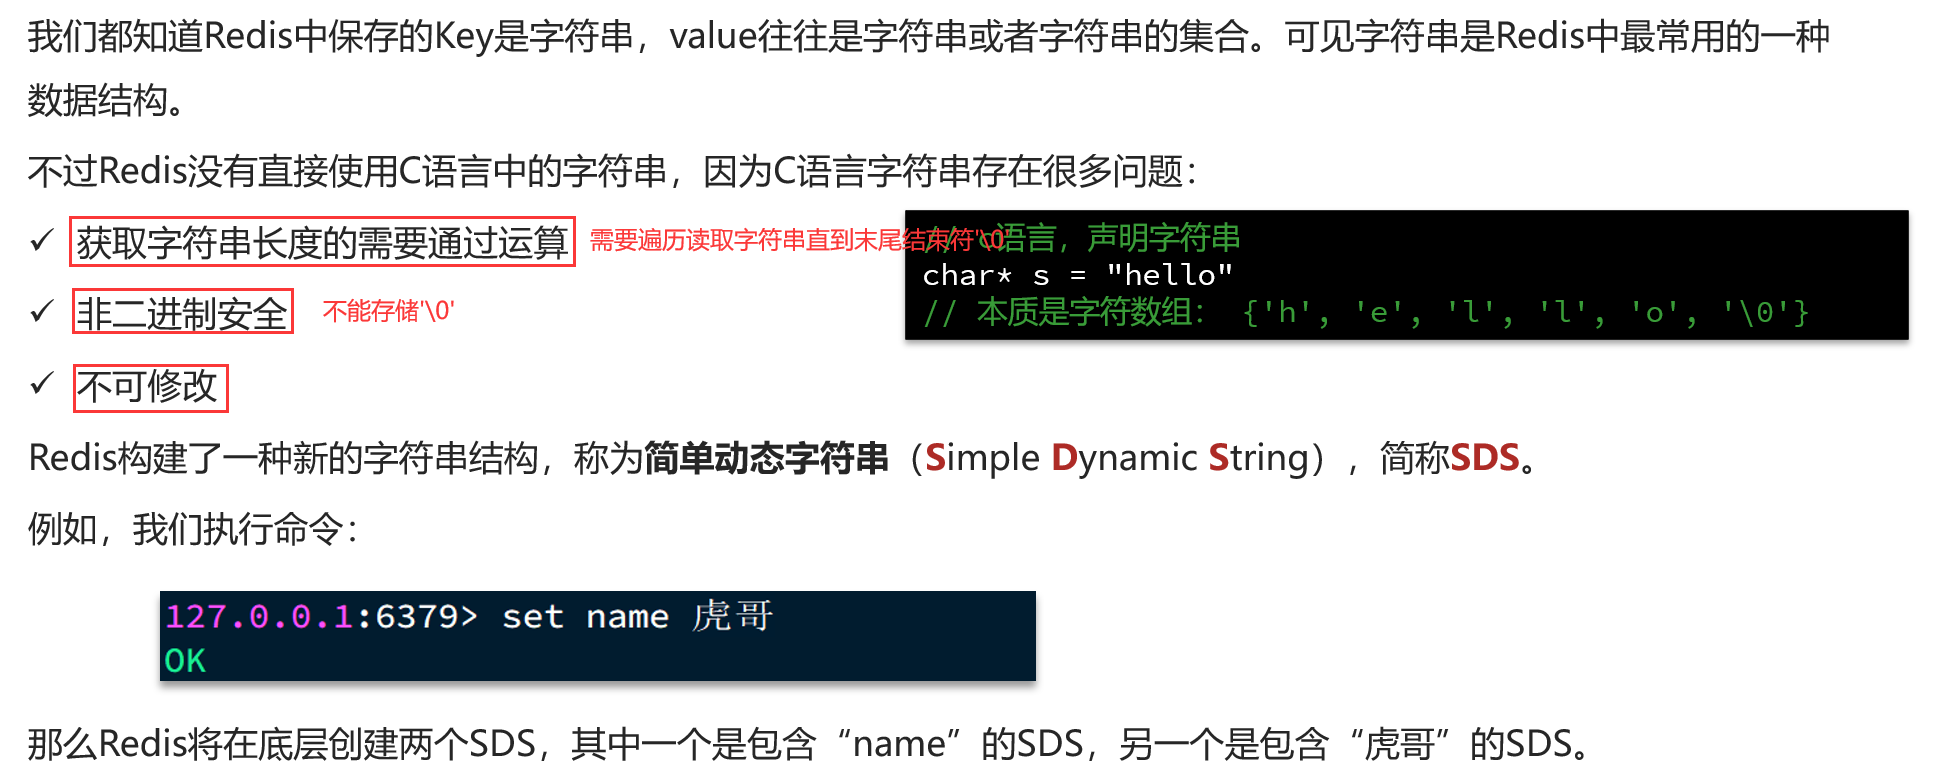 我们都知道Redis中保存的Key是字符串，value往往是字符串或者字符串的集合。可见字符串是Redis中最常用的一种
数据结构。
不过Redis没有直接使用C语言中的字符串，因为C语言字符串存在很多问题：
✓ 获取字符串长度的需要通过运算 需要遍历读取字符串直到末尾结束符'\0'
✓ 非二进制安全 不能存储'\0'
✓ 不可修改
// c语言，声明字符串
char* s = "hello"
// 本质是字符数组： {'h', 'e', 'l', 'l', 'o', '\0'}
Redis构建了一种新的字符串结构，称为简单动态字符串（Simple Dynamic String），简称SDS。
例如，我们执行命令：
127.0.0.1:6379> set name 虎哥
OK
那么Redis将在底层创建两个SDS，其中一个是包含“name”的SDS，另一个是包含“虎哥”的SDS。